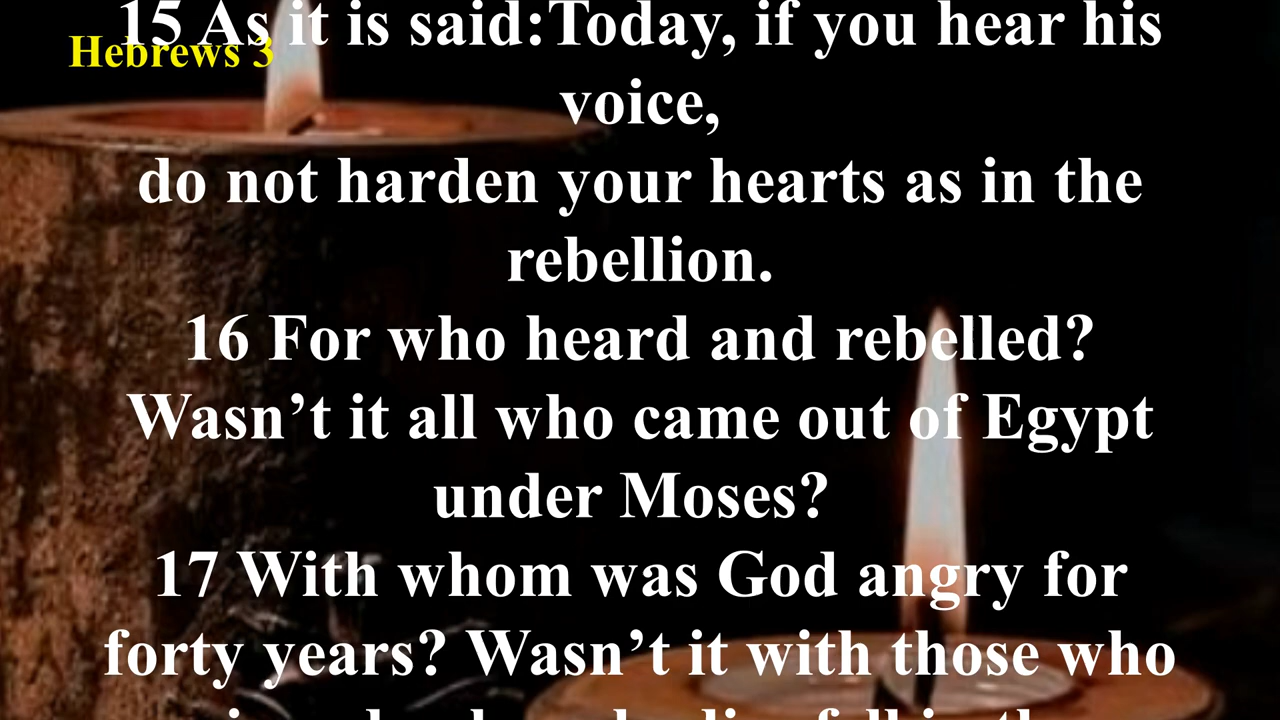 15 As it is said:Today, if you hear his
Hebrews 3
voice,
do not harden your hearts as in the
rebellion.
16 For who heard and rebelled?
Wasn’t it all who came out of Egypt
under Moses?
17 With whom was God angry for
forty years? Wasn’t it with those who